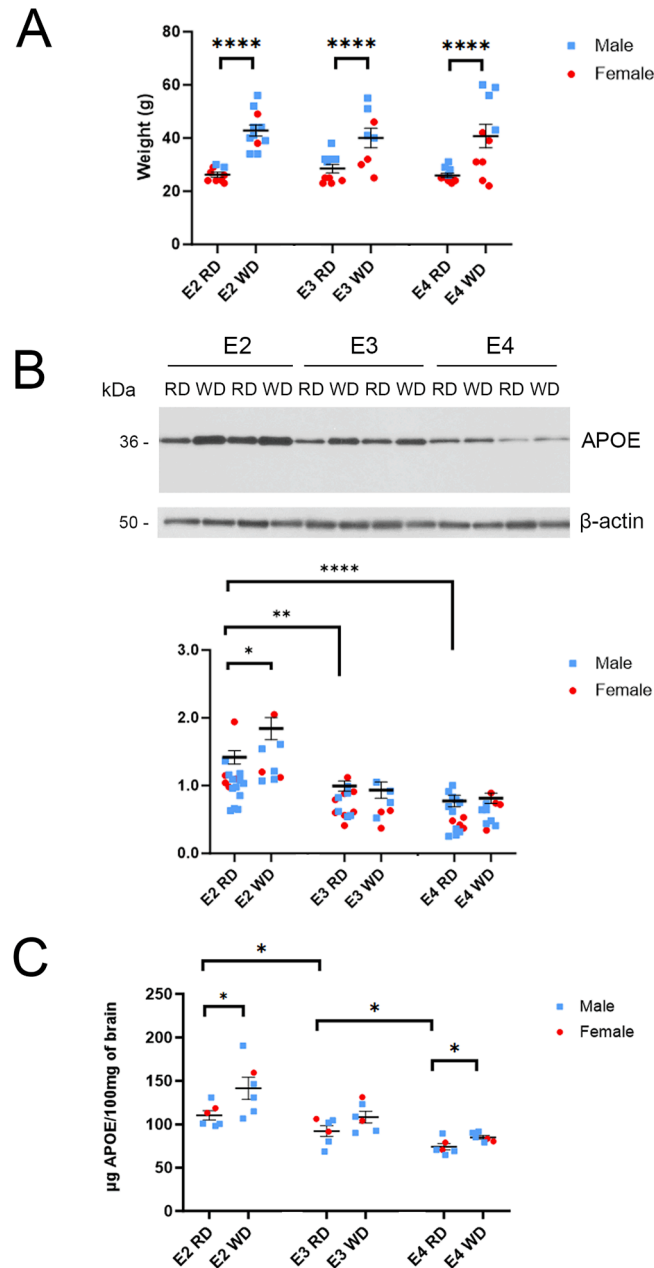 A
**** **** ****
Male
Female
Weight (g)
80
60
40
20
0
E2 RD E2 WD E3 RD E3 WD E4 RD E4 WD
B
E2 E3 E4
kDa RD WD RD WD RD WD RD WD RD WD RD WD
36 - APOE
50 - β-actin
****
**
*
Male
Female
3.0
2.0
1.0
0.0
E2 RD E2 WD E3 RD E3 WD E4 RD E4 WD
C
*
* * *
Male
Female
µg APOE/100mg of brain
250
200
150
100
50
0
E2 RD E2 WD E3 RD E3 WD E4 RD E4 WD